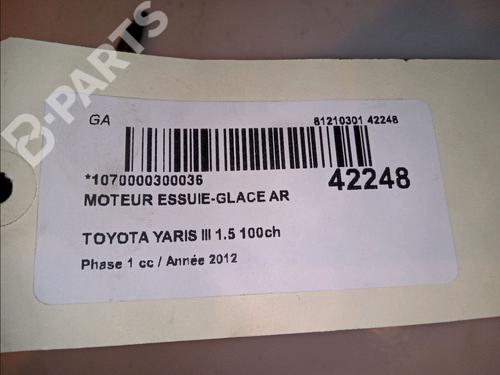 B-PARTS
GA 81210301 42248
*1070000300036 42248
MOTEUR ESSUIE-GLACE AR
TOYOTA YARIS III 1.5 100ch
Phase 1 cc / Année 2012